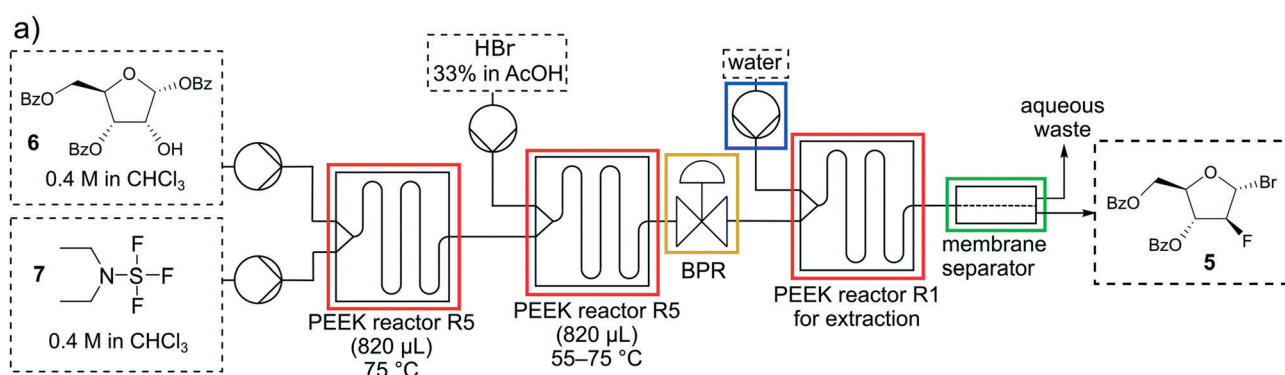 a)
O
OBz
BzO
6
BzO
OH
0.4 M in CHCl3
7
F
N
S
F
F
0.4 M in CHCl3
HBr
33% in AcOH
PEEK reactor R5
(820 μL)
75 °C
PEEK reactor R5
(820 μL)
55–75 °C
BPR
water
PEEK reactor R1
for extraction
membrane
separator
aqueous
waste
O
Br
BzO
BzO
F
5